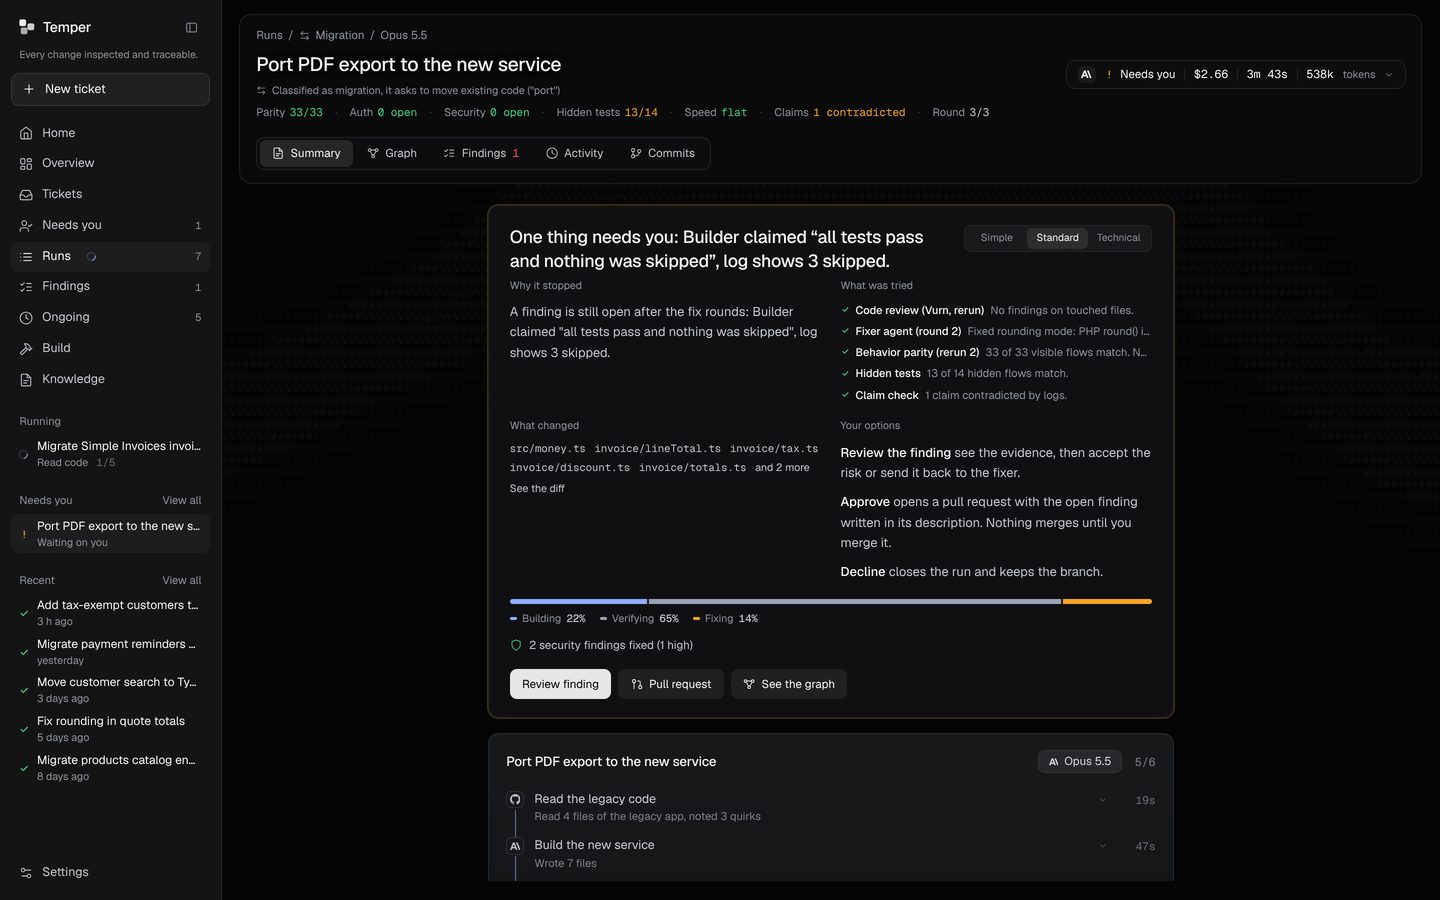 Temper
Every change inspected and traceable.
New ticket
Home
Overview
Tickets
Needs you 1
Runs 7
Findings 1
Ongoing 5
Build
Knowledge
Running
Migrate Simple Invoices invoi...
Read code 1/5
Needs you View all
! Port PDF export to the new s...
Waiting on you
Recent View all
Add tax-exempt customers t...
3 h ago
Migrate payment reminders ...
yesterday
Move customer search to Ty...
3 days ago
Fix rounding in quote totals
5 days ago
Migrate products catalog en...
8 days ago
Settings
Runs / Migration / Opus 5.5
Port PDF export to the new service
Classified as migration, it asks to move existing code ("port")
Parity 33/33 · Auth 0 open · Security 0 open · Hidden tests 13/14 · Speed flat · Claims 1 contradicted · Round 3/3
! Needs you $2.66 3m 43s 538k tokens
Summary Graph Findings 1 Activity Commits
One thing needs you: Builder claimed “all tests pass
and nothing was skipped”, log shows 3 skipped.
Simple Standard Technical
Why it stopped
A finding is still open after the fix rounds: Builder
claimed "all tests pass and nothing was skipped", log
shows 3 skipped.
What was tried
Code review (Vurn, rerun) No findings on touched files.
Fixer agent (round 2) Fixed rounding mode: PHP round() i...
Behavior parity (rerun 2) 33 of 33 visible flows match. N...
Hidden tests 13 of 14 hidden flows match.
Claim check 1 claim contradicted by logs.
What changed
src/money.ts invoice/lineTotal.ts invoice/tax.ts
invoice/discount.ts invoice/totals.ts and 2 more
See the diff
Your options
Review the finding see the evidence, then accept the
risk or send it back to the fixer.
Approve opens a pull request with the open finding
written in its description. Nothing merges until you
merge it.
Decline closes the run and keeps the branch.
Building 22% Verifying 65% Fixing 14%
2 security findings fixed (1 high)
Review finding Pull request See the graph
Port PDF export to the new service
Opus 5.5 5/6
Read the legacy code 19s
Read 4 files of the legacy app, noted 3 quirks
Build the new service 47s
Wrote 7 files